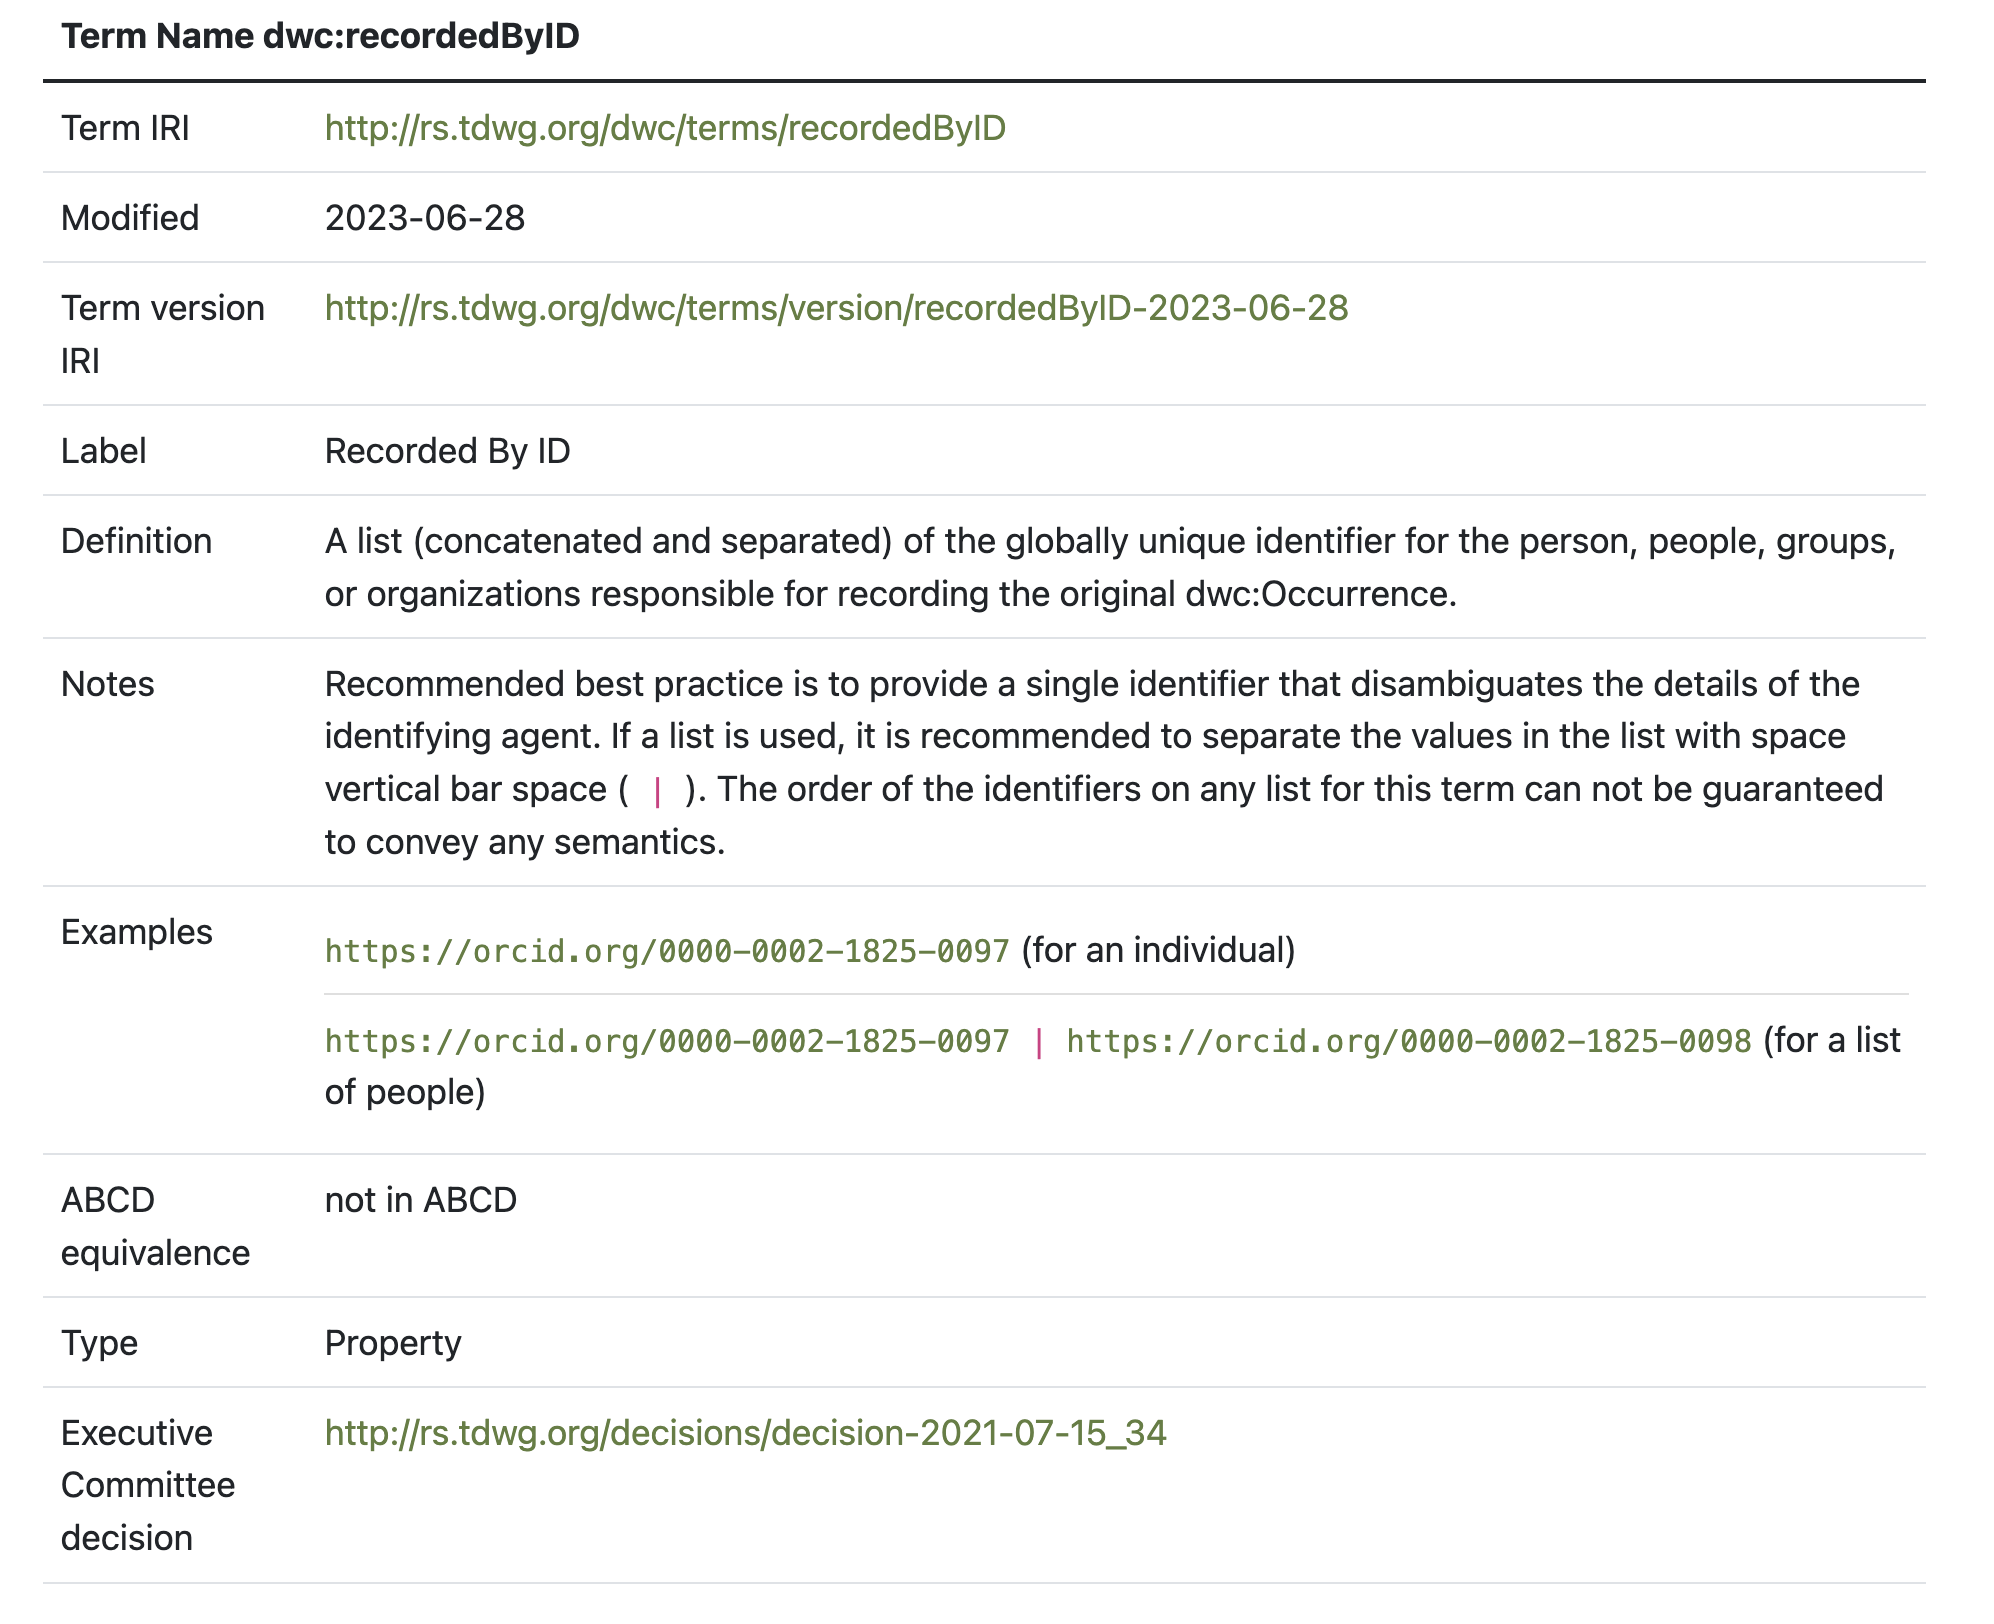 Term Name dwc:recordedByID
Term IRI http://rs.tdwg.org/dwc/terms/recordedByID
Modified 2023-06-28
Term version http://rs.tdwg.org/dwc/terms/version/recordedByID-2023-06-28
IRI
Label Recorded By ID
Definition A list (concatenated and separated) of the globally unique identifier for the person, people, groups,
or organizations responsible for recording the original dwc:Occurrence.
Notes Recommended best practice is to provide a single identifier that disambiguates the details of the
identifying agent. If a list is used, it is recommended to separate the values in the list with space
vertical bar space ( | ). The order of the identifiers on any list for this term can not be guaranteed
to convey any semantics.
Examples
https://orcid.org/0000-0002-1825-0097 (for an individual)
https://orcid.org/0000-0002-1825-0097 | https://orcid.org/0000-0002-1825-0098 (for a list
of people)
ABCD not in ABCD
equivalence
Type Property
Executive http://rs.tdwg.org/decisions/decision-2021-07-15_34
Committee
decision